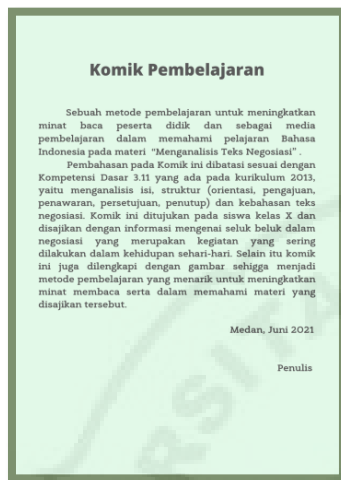 Komik Pembelajaran
Sebuah metode pembelajaran untuk meningkatkan
minat baca peserta didik dan sebagai media
pembelajaran dalam memahami pelajaran Bahasa
Indonesia pada materi "Menganalisis Teks Negosiasi" .
Pembahasan pada Komik ini dibatasi sesuai dengan
Kompetensi Dasar 3.11 yang ada pada kurikulum 2013,
yaitu menganalisis isi, struktur (orientasi, pengajuan,
penawaran, persetujuan, penutup) dan kebahasan teks
negosiasi. Komik ini ditujukan pada siswa kelas X dan
disajikan dengan informasi mengenai seluk beluk dalam
negosiasi yang merupakan kegiatan yang sering
dilakukan dalam kehidupan sehari-hari. Selain itu komik
ini juga dilengkapi dengan gambar sehigga menjadi
metode pembelajaran yang menarik untuk meningkatkan
minat membaca serta dalam memahami materi yang
disajikan tersebut.
Medan, Juni 2021
Penulis